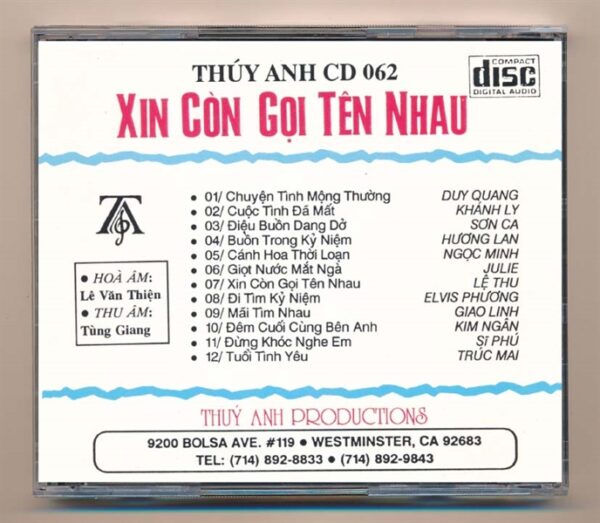 THÚY ANH CD 062
COMPACT
disc
DIGITAL AUDIO
XIN CÒN GỌI TÊN NHAU
TA
• 01/ Chuyện Tình Mộng Thường DUY QUANG
• 02/ Cuộc Tình Đã Mất KHÁNH LY
• 03/ Điệu Buồn Dang Dở SƠN CA
• 04/ Buồn Trong Kỷ Niệm HƯƠNG LAN
• 05/ Cánh Hoa Thời Loạn NGỌC MINH
• 06/ Giọt Nước Mắt Ngà JULIE
• 07/ Xin Còn Gọi Tên Nhau LỆ THU
• 08/ Đi Tìm Kỷ Niệm ELVIS PHƯƠNG
• 09/ Mãi Tìm Nhau GIAO LINH
• 10/ Đêm Cuối Cùng Bên Anh KIM NGÂN
• 11/ Đừng Khóc Nghe Em SĨ PHÚ
• 12/ Tuổi Tình Yêu TRÚC MAI
• HOÀ ÂM:
Lê Văn Thiện
• THU ÂM:
Tùng Giang
THUÝ ANH PRODUCTIONS
9200 BOLSA AVE. #119 • WESTMINSTER, CA 92683
TEL: (714) 892-8833 • (714) 892-9843